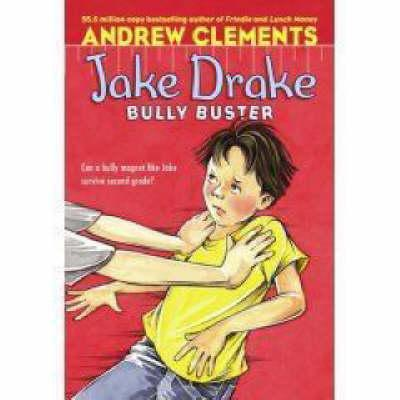 55.5 million copy bestselling author of Frindle and Lunch Money
ANDREW CLEMENTS
Jake Drake
BULLY BUSTER
Can a bully magnet like Jake
survive second grade?